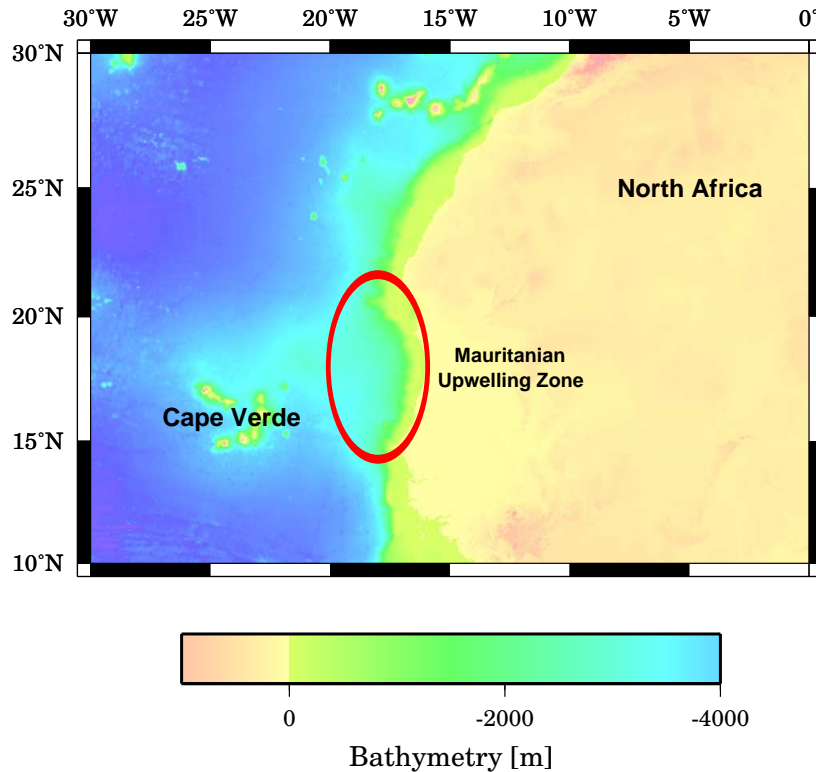 30°W 25°W 20°W 15°W 10°W 5°W 0°
30°N
25°N
North Africa
20°N
Mauritanian
Upwelling Zone
Cape Verde
15°N
10°N
0 -2000 -4000
Bathymetry [m]